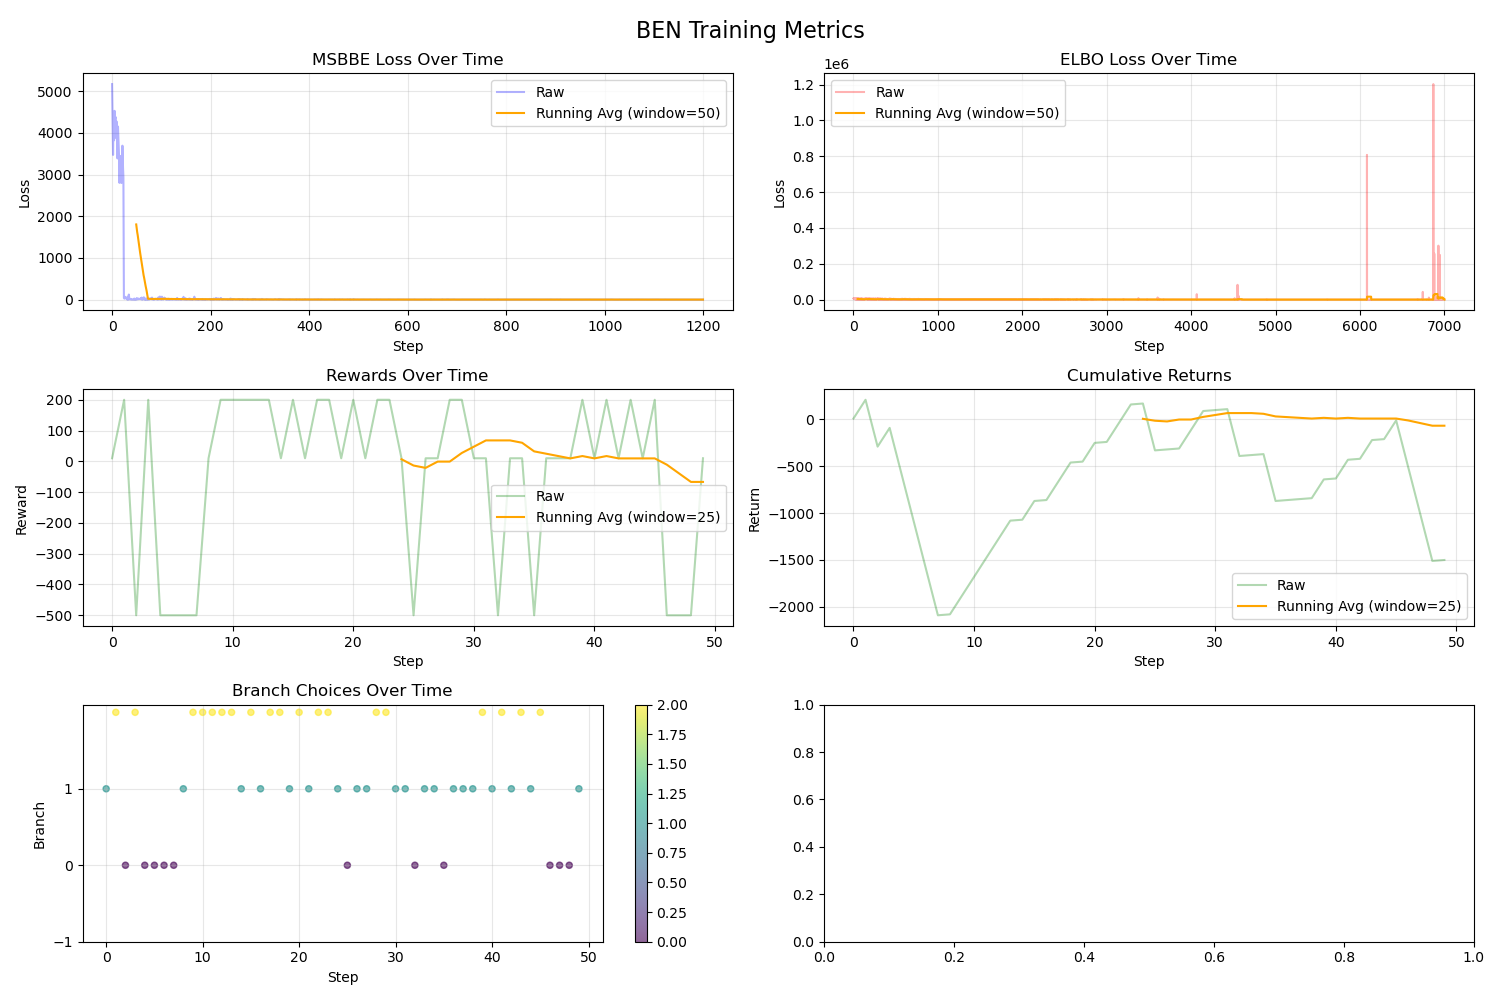 BEN Training Metrics
MSBBE Loss Over Time
5000
4000
3000
2000
1000
0
Loss
0 200 400 600 800 1000 1200
Step
Raw
Running Avg (window=50)
ELBO Loss Over Time
1e6
1.2
1.0
0.8
0.6
0.4
0.2
0.0
Loss
0 1000 2000 3000 4000 5000 6000 7000
Step
Raw
Running Avg (window=50)
Rewards Over Time
200
100
0
−100
−200
−300
−400
−500
Reward
0 10 20 30 40 50
Step
Raw
Running Avg (window=25)
Cumulative Returns
0
−500
−1000
−1500
−2000
Return
0 10 20 30 40 50
Step
Raw
Running Avg (window=25)
Branch Choices Over Time
1
0
−1
Branch
0 10 20 30 40 50
Step
2.00
1.75
1.50
1.25
1.00
0.75
0.50
0.25
0.00
1.0
0.8
0.6
0.4
0.2
0.0
0.0 0.2 0.4 0.6 0.8 1.0